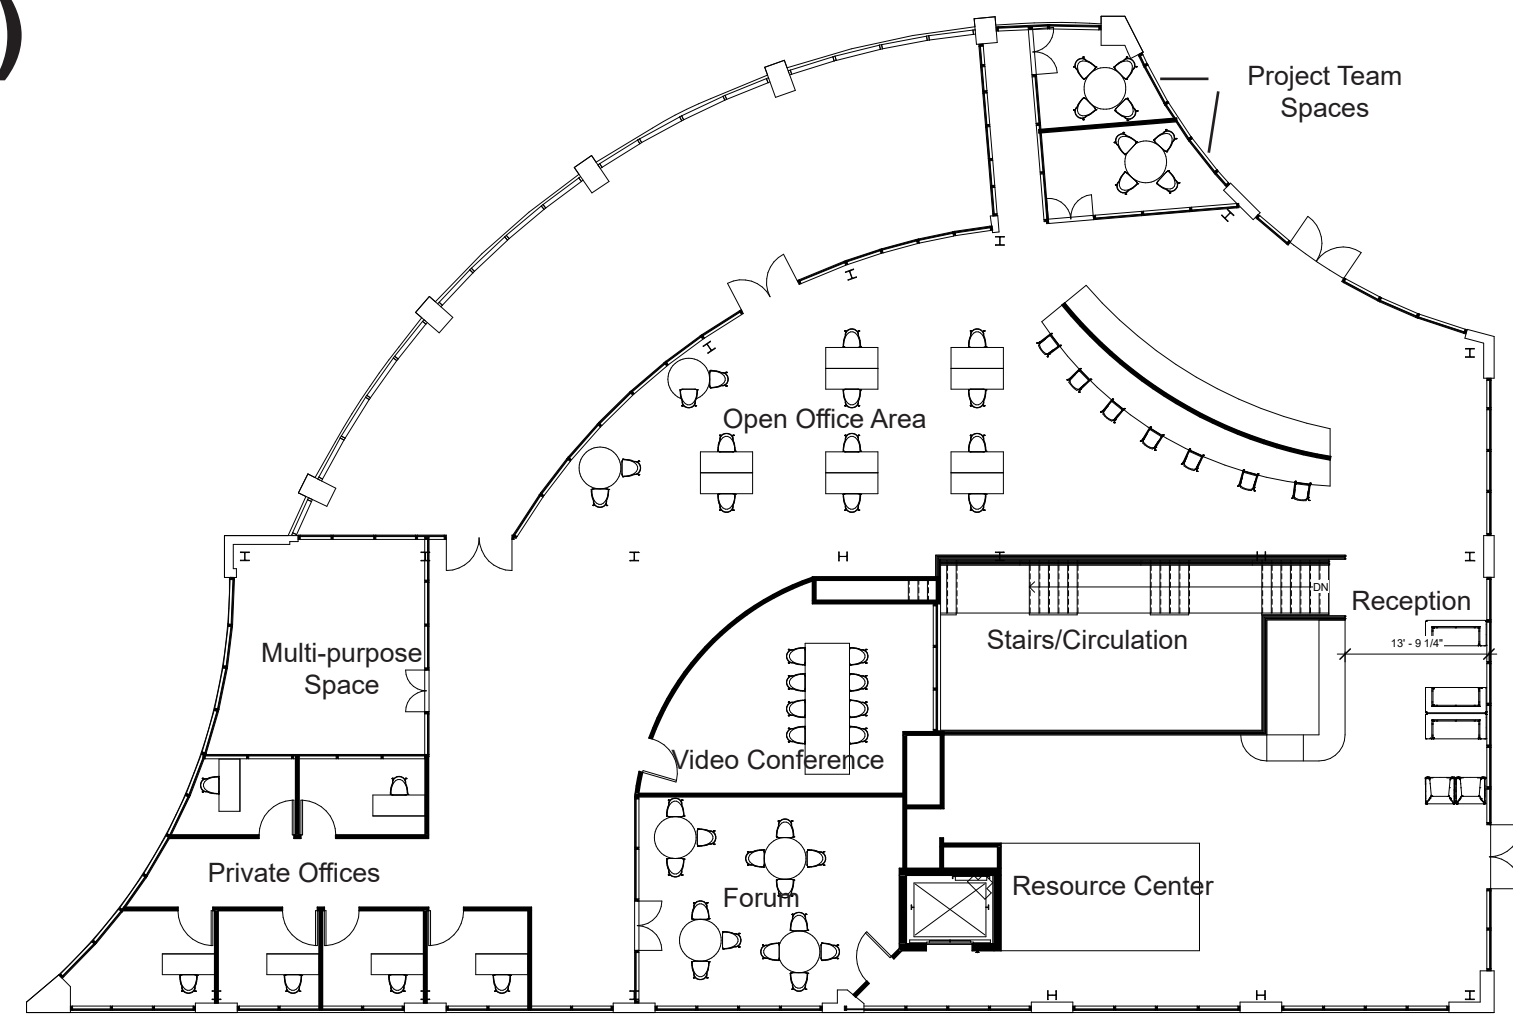 )
Project Team
Spaces
Open Office Area
DN
Reception
13' - 9 1/4"
Stairs/Circulation
Multi-purpose
Space
Video Conference
Private Offices
Forum
Resource Center